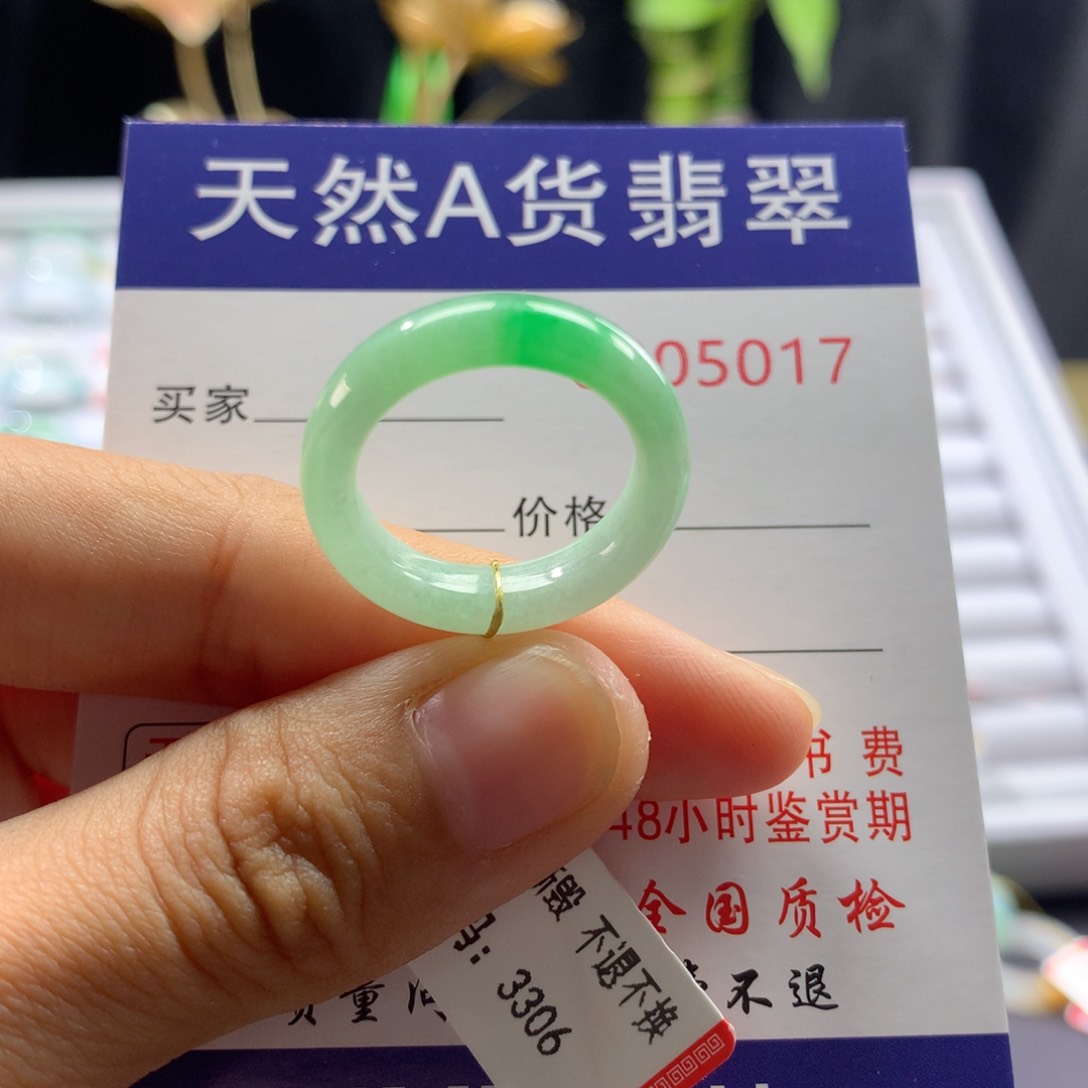 天然A货翡翠
05017
买家
价格
书费
48小时鉴赏期
全国质检
不退
不退不换
3306